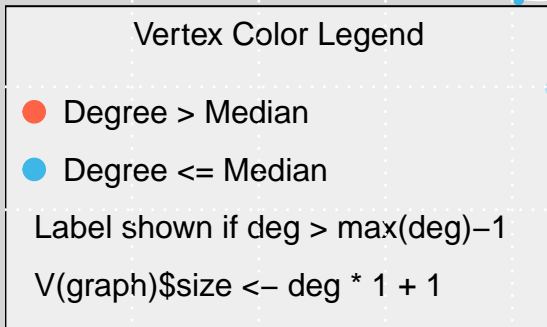 Vertex Color Legend
Degree > Median
Degree <= Median
Label shown if deg > max(deg)−1
V(graph)$size <− deg * 1 + 1